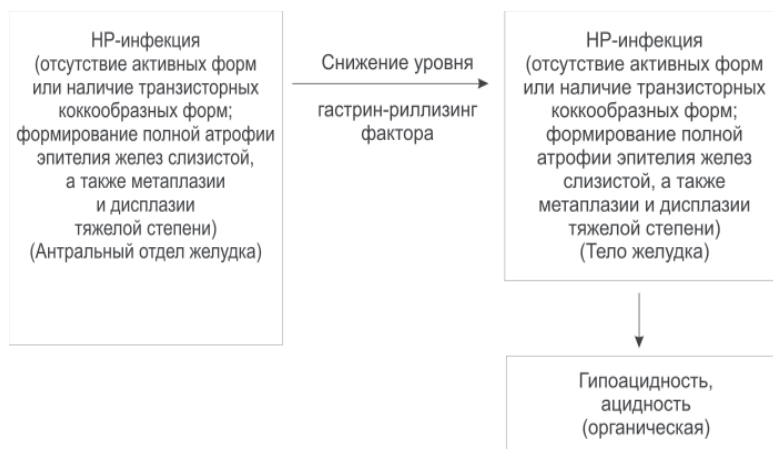 НР-инфекция
(отсутствие активных форм
или наличие транзисторных
коккообразных форм;
формирование полной атрофии
эпителия желез слизистой,
а также метаплазии
и дисплазии
тяжелой степени)
(Антральный отдел желудка)
Снижение уровня
гастрин-риллизинг
фактора
НР-инфекция
(отсутствие активных форм
или наличие транзисторных
коккообразных форм;
формирование полной
атрофии эпителия желез
слизистой, а также
метаплазии и дисплазии
тяжелой степени)
(Тело желудка)
Гипоацидность,
ацидность
(органическая)